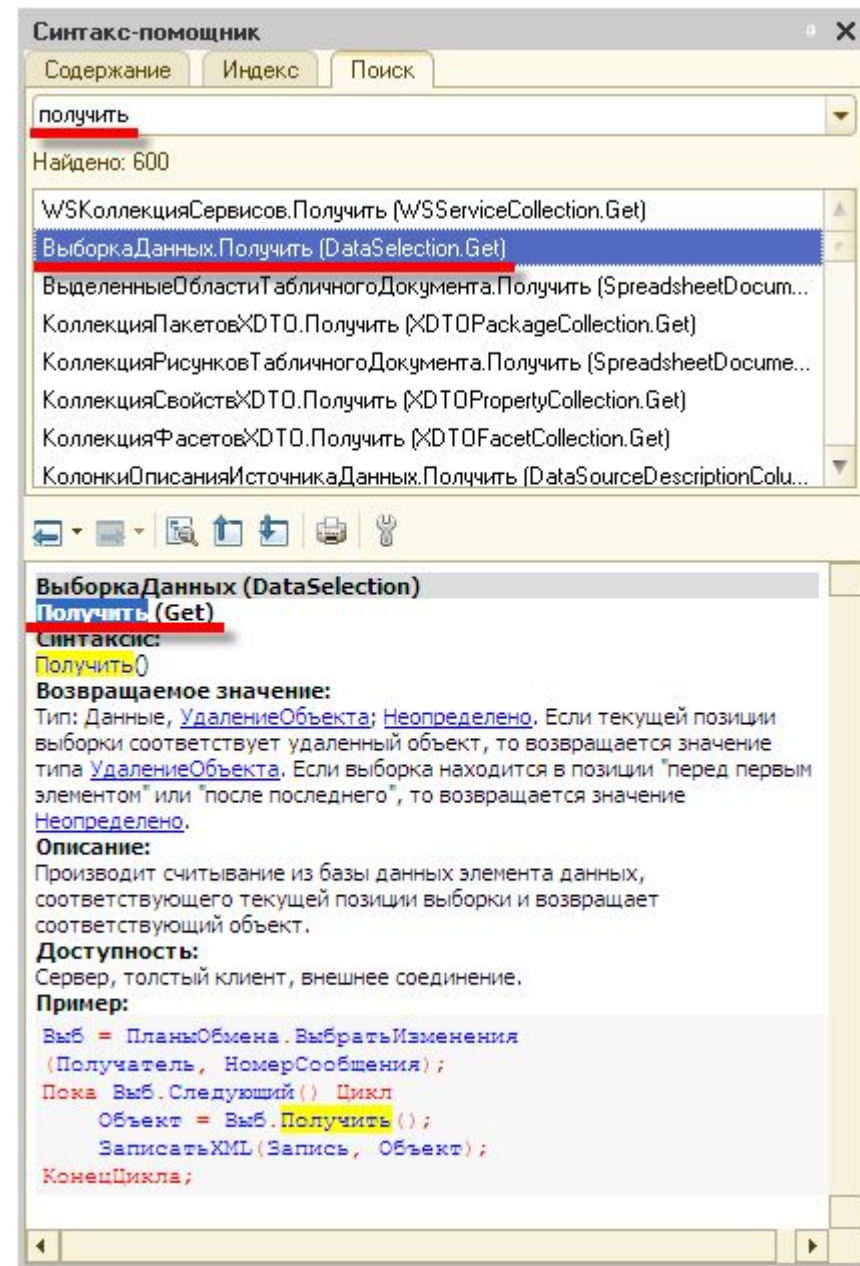 Синтакс-помощник
Содержание Индекс Поиск
получить
Найдено: 600
WSКоллекцияСервисов.Получить (WSServiceCollection.Get)
ВыборкаДанных.Получить (DataSelection.Get)
ВыделенныеОбластиТабличногоДокумента.Получить (SpreadsheetDocum...
КоллекцияПакетовXDTO.Получить (XDTOPackageCollection.Get)
КоллекцияРисунковТабличногоДокумента.Получить (SpreadsheetDocume...
КоллекцияСвойствXDTO.Получить (XDTOPropertyCollection.Get)
КоллекцияФасетовXDTO.Получить (XDTOFacetCollection.Get)
КолонкиОписанияИсточникаДанных.Получить (DataSourceDescriptionColu...
ВыборкаДанных (DataSelection)
Получить (Get)
Синтаксис:
Получить()
Возвращаемое значение:
Тип: Данные, УдалениеОбъекта; Неопределено. Если текущей позиции
выборки соответствует удаленный объект, то возвращается значение
типа УдалениеОбъекта. Если выборка находится в позиции "перед первым
элементом" или "после последнего", то возвращается значение
Неопределено.
Описание:
Производит считывание из базы данных элемента данных,
соответствующего текущей позиции выборки и возвращает
соответствующий объект.
Доступность:
Сервер, толстый клиент, внешнее соединение.
Пример:
Выб = ПланыОбмена.ВыбратьИзменения
(Получатель, НомерСообщения);
Пока Выб.Следующий() Цикл
Объект = Выб.Получить();
ЗаписатьXML(Запись, Объект);
КонецЦикла;